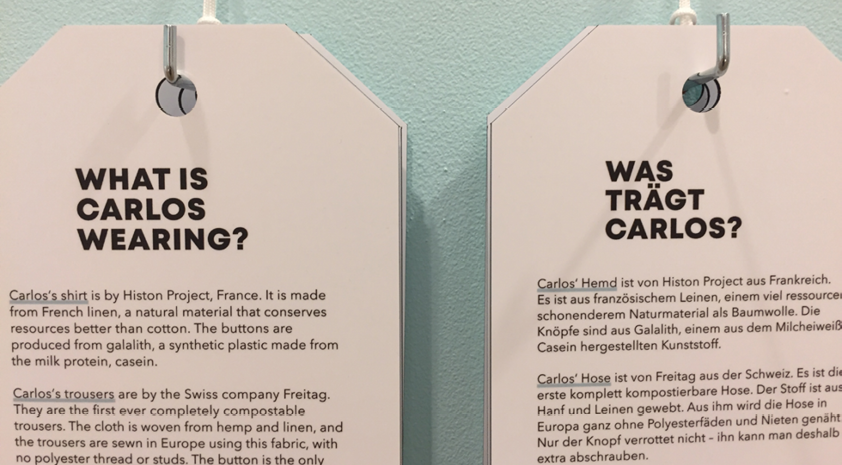 WHAT IS
CARLOS
WEARING?
Carlos's shirt is by Histon Project, France. It is made
from French linen, a natural material that conserves
resources better than cotton. The buttons are
produced from galalith, a synthetic plastic made from
the milk protein, casein.
Carlos's trousers are by the Swiss company Freitag.
They are the first ever completely compostable
trousers. The cloth is woven from hemp and linen, and
the trousers are sewn in Europe using this fabric, with
no polyester thread or studs. The button is the only
WAS
TRÄGT
CARLOS?
Carlos' Hemd ist von Histon Project aus Frankreich.
Es ist aus französischem Leinen, einem viel
schonenderem Naturmaterial als Baumwolle. Die
Knöpfe sind aus Galalith, einem aus dem Milcheiweiß
Casein hergestellten Kunststoff.
Carlos' Hose ist von Freitag aus der Schweiz. Es ist die
erste komplett kompostierbare Hose. Der Stoff ist aus
Hanf und Leinen gewebt. Aus ihm wird die Hose in
Europa ganz ohne Polyesterfäden und Nieten genäht.
Nur der Knopf verrottet nicht – ihn kann man deshalb
extra abschrauben.